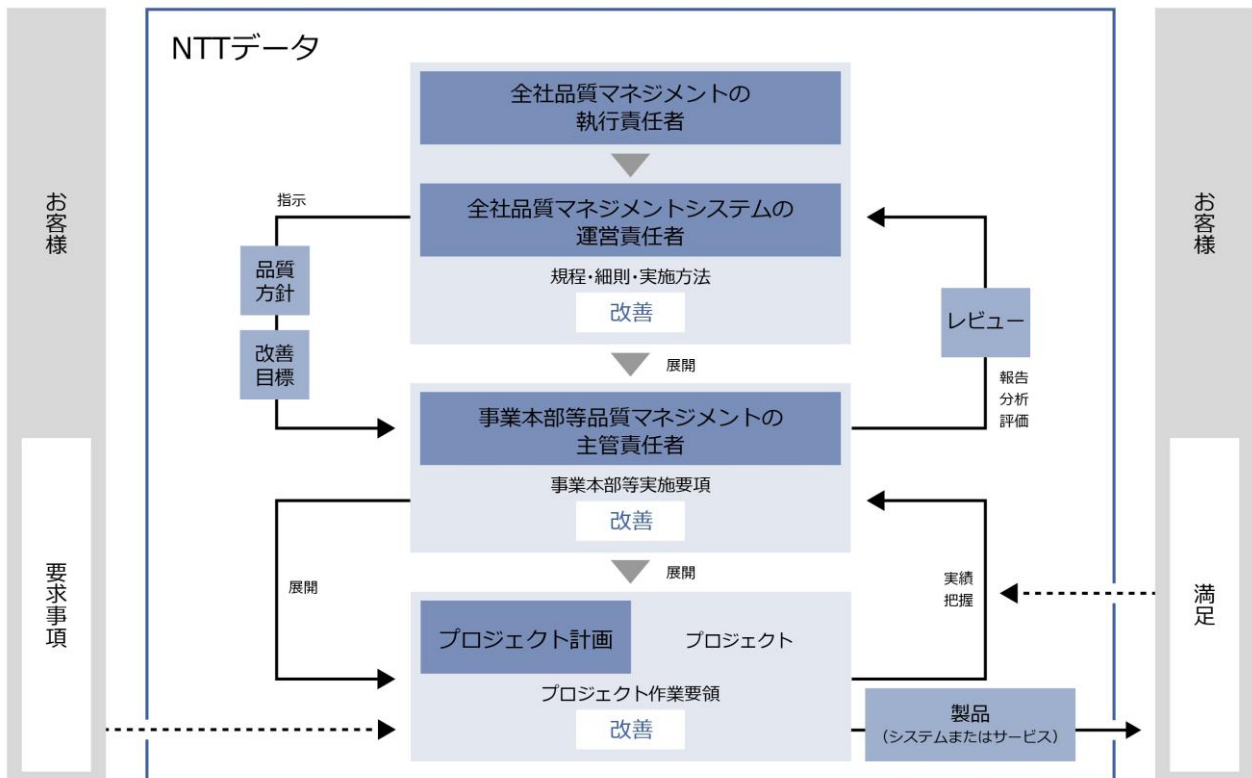 NTTデータ
お客様
要求事項
全社品質マネジメントの
執行責任者
全社品質マネジメントシステムの
運営責任者
規程・細則・実施方法
改善
指示
品質
方針
改善
目標
展開
レビュー
報告
分析
評価
事業本部等品質マネジメントの
主管責任者
事業本部等実施要項
改善
展開
展開
実績
把握
プロジェクト計画
プロジェクト
プロジェクト作業要領
改善
製品
（システムまたはサービス）
お客様
満足